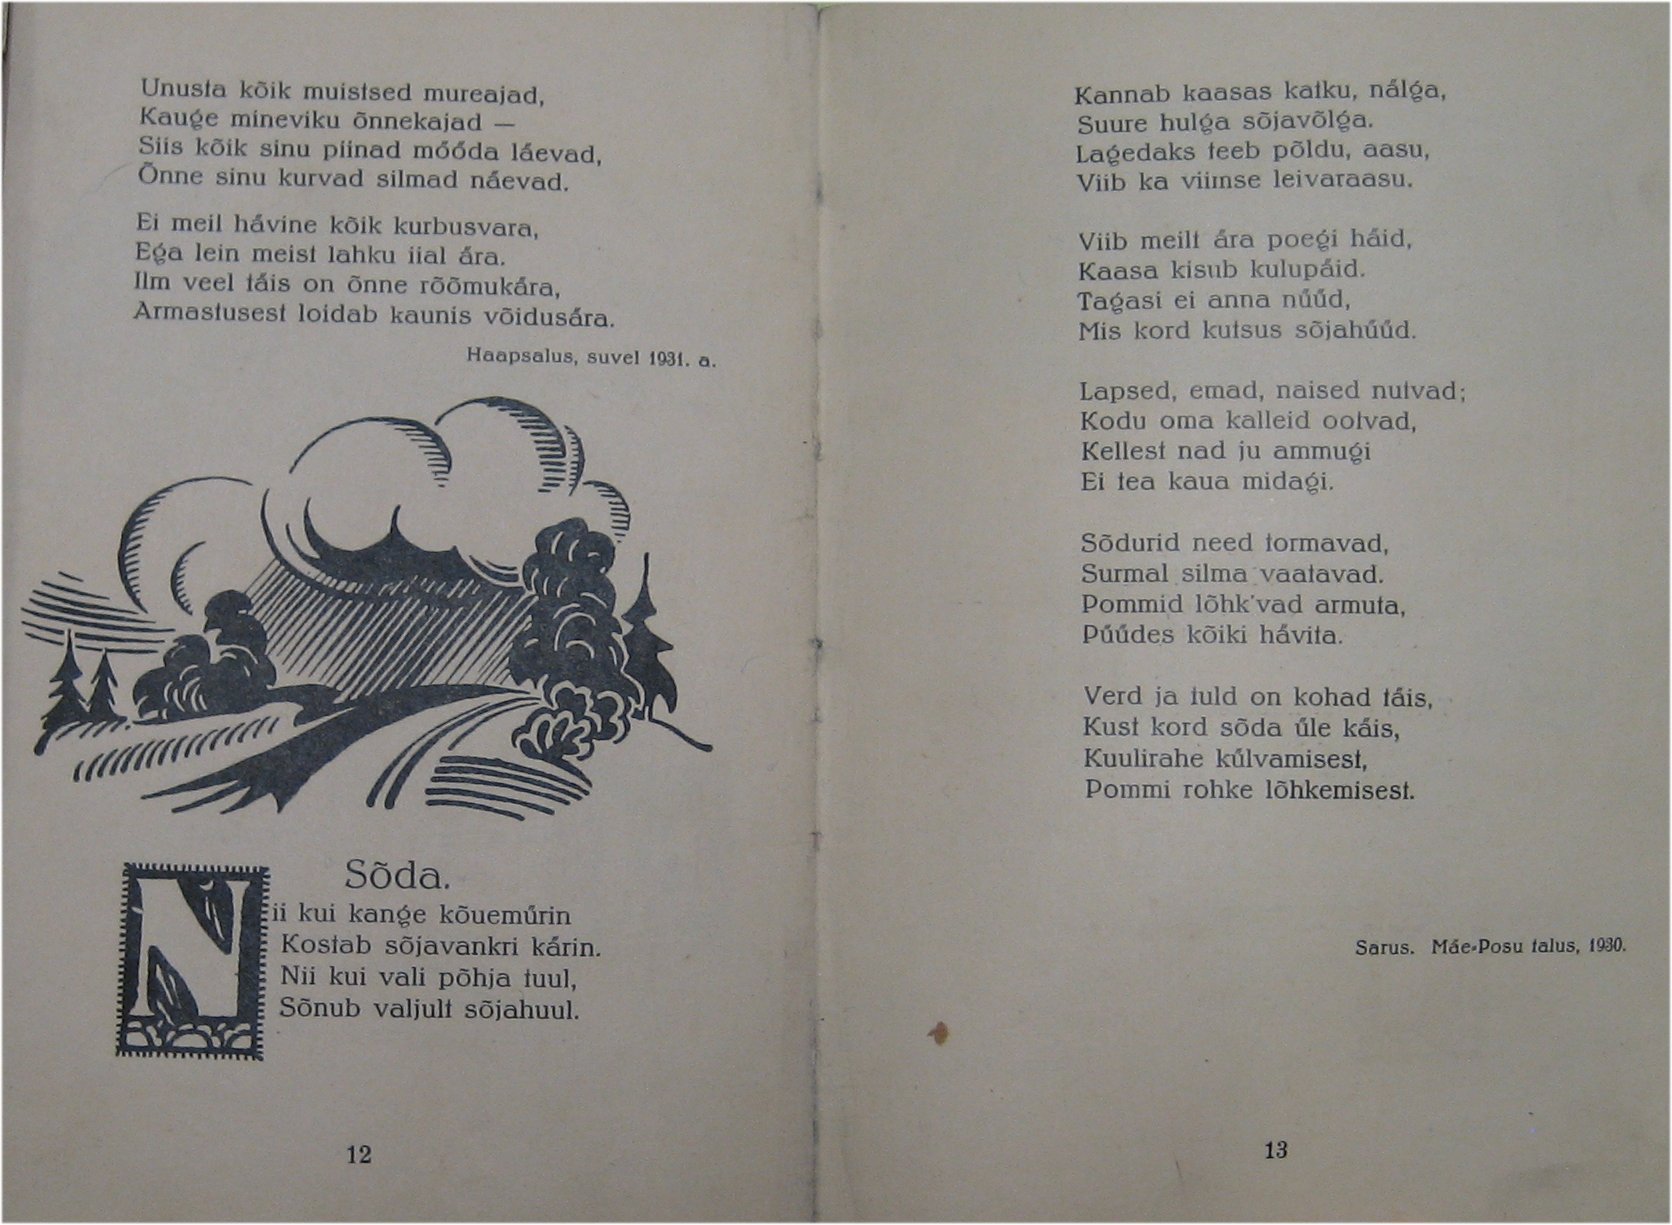 Unusta kõik muistsed mureajad,
Kauge mineviku õnnekajad —
Siis kõik sinu piinad mööda läevad,
Õnne sinu kurvad silmad näevad.
Ei meil hävine kõik kurbusvara,
Ega lein meist lahku iial ära.
Ilm veel täis on õnne rõõmukära,
Armastusest loidab kaunis võidusära.
Haapsalus, suvel 1931. a.
Sõda.
Nii kui kange kõuemürin
Kostab sõjavankri kärin.
Nii kui vali põhja tuul,
Sõnub valjult sõjahuul.
12
Kannab kaasas katku, nälga,
Suure hulga sõjavõlga.
Lagedaks teeb põldu, aasu,
Viib ka viimse leivaraasu.
Viib meilt ära poegi häid,
Kaasa kisub kulupäid.
Tagasi ei anna nüüd,
Mis kord kutsus sõjahüüd.
Lapsed, emad, naised nutvad;
Kodu oma kalleid ootvad,
Kellest nad ju ammugi
Ei tea kaua midagi.
Sõdurid need tormavad,
Surmal silma vaatavad.
Pommid lõhk'vad armuta,
Püüdes kõiki hävita.
Verd ja tuld on kohad täis,
Kust kord sõda üle käis,
Kuulirahe külvamisest,
Pommi rohke lõhkemisest.
Sarus. Mäe-Posu talus, 1930.
13